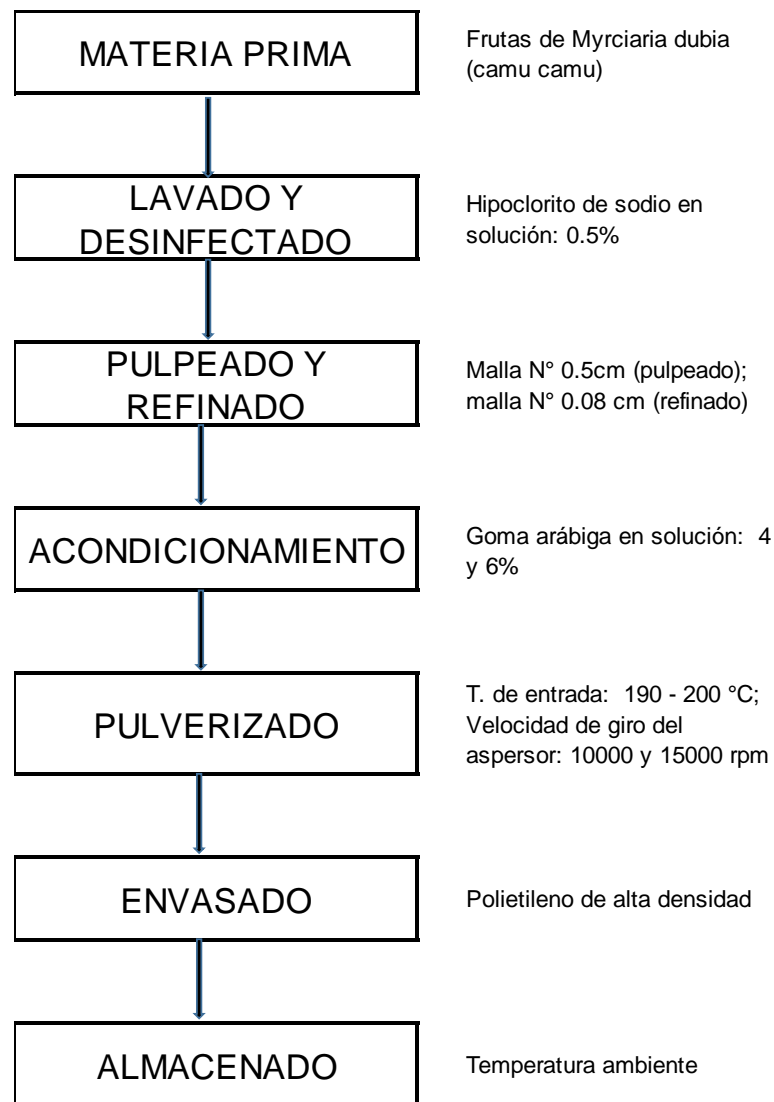 MATERIA PRIMA
Frutas de Myrciaria dubia
(camu camu)
LAVADO Y
DESINFECTADO
Hipoclorito de sodio en
solución: 0.5%
PULPEADO Y
REFINADO
Malla N° 0.5cm (pulpeado);
malla N° 0.08 cm (refinado)
ACONDICIONAMIENTO
Goma arábiga en solución: 4
y 6%
PULVERIZADO
T. de entrada: 190 - 200 °C;
Velocidad de giro del
aspersor: 10000 y 15000 rpm
ENVASADO
Polietileno de alta densidad
ALMACENADO
Temperatura ambiente